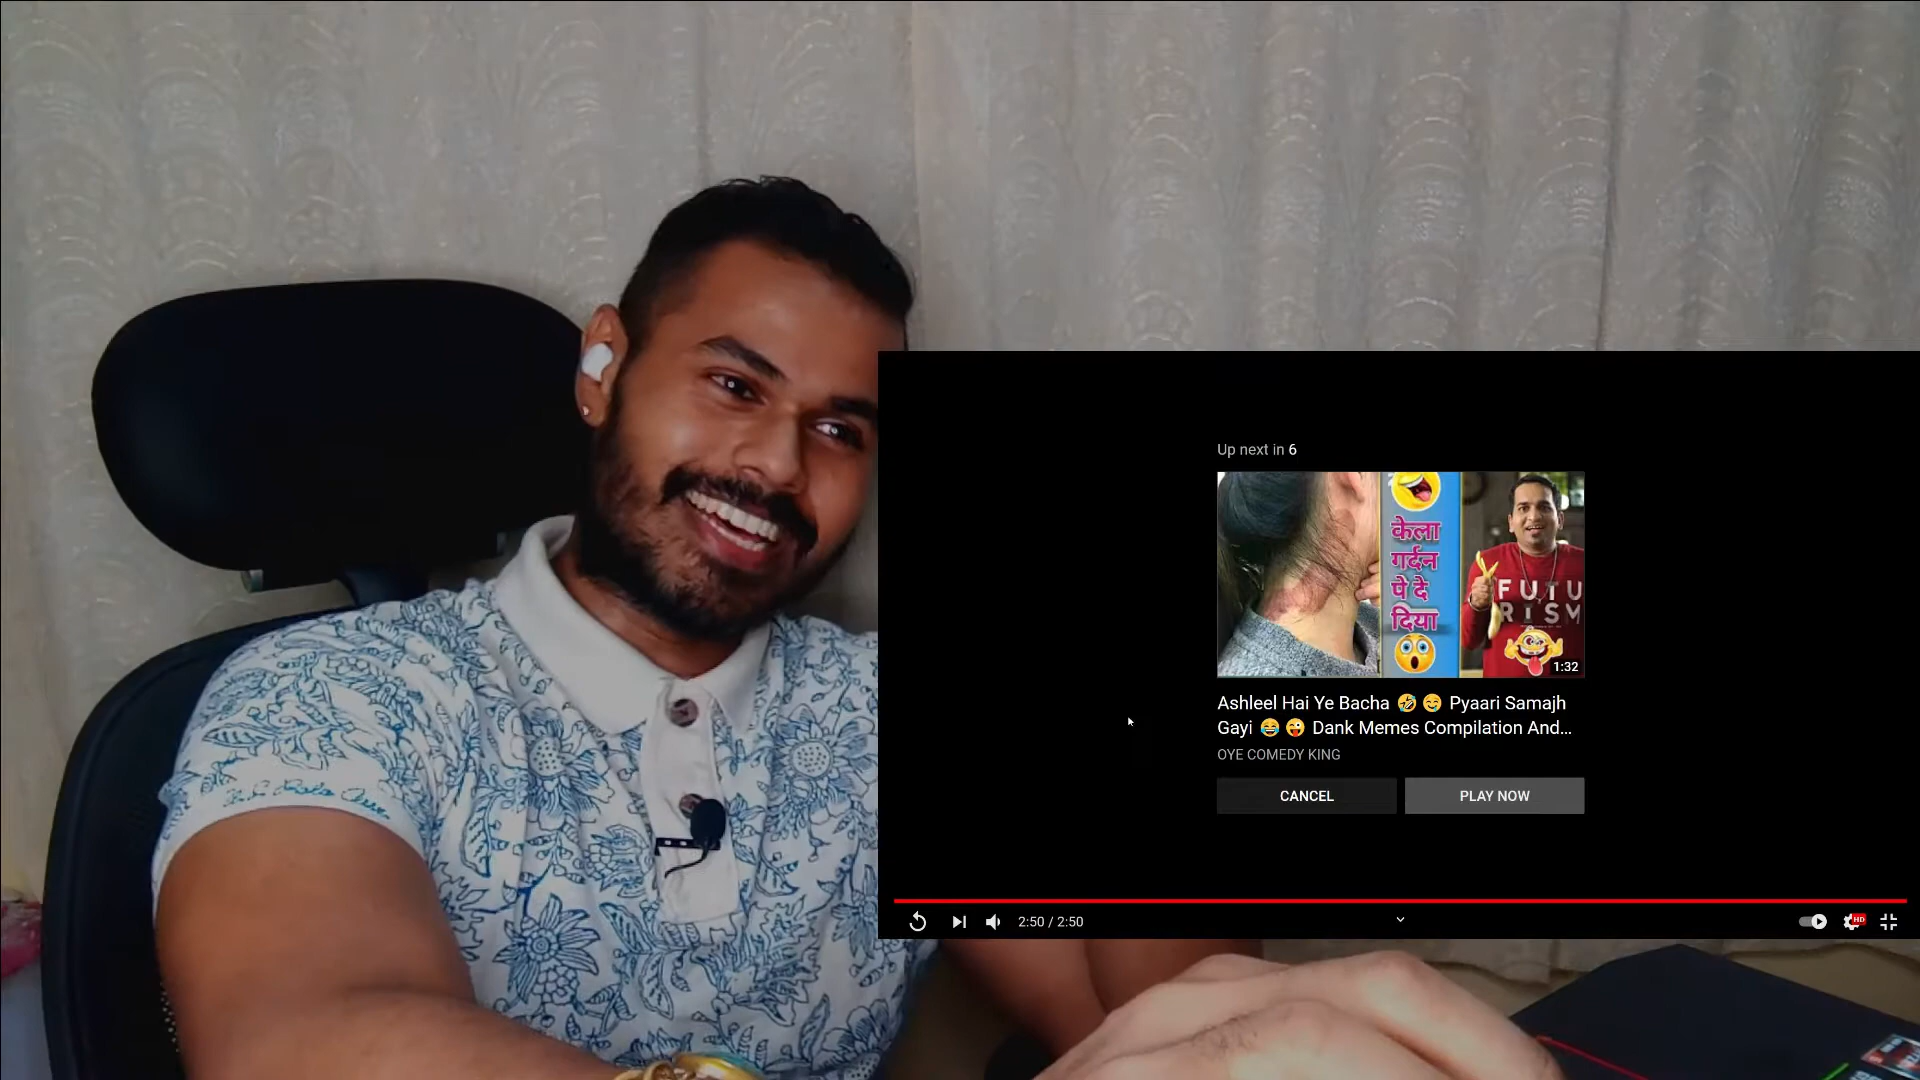 Up next in 6
केला
गर्दन
पे दे
दिया
FUTU
RISM
1:32
Ashleel Hai Ye Bacha 🤣 🤤 Pyaari Samajh
Gayi 😂 😜 Dank Memes Compilation And...
OYE COMEDY KING
CANCEL
PLAY NOW
2:50 / 2:50
HD